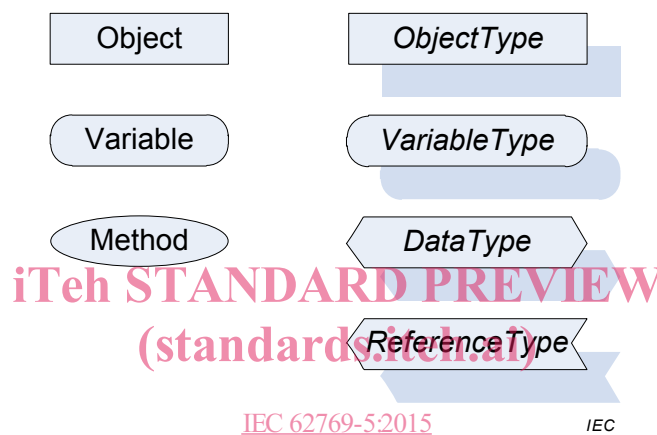 Object ObjectType
Variable VariableType
Method DataType
iTeh STANDARD PREVIEW
(standards.iteh.ai)
ReferenceType
IEC 62769-5:2015 IEC